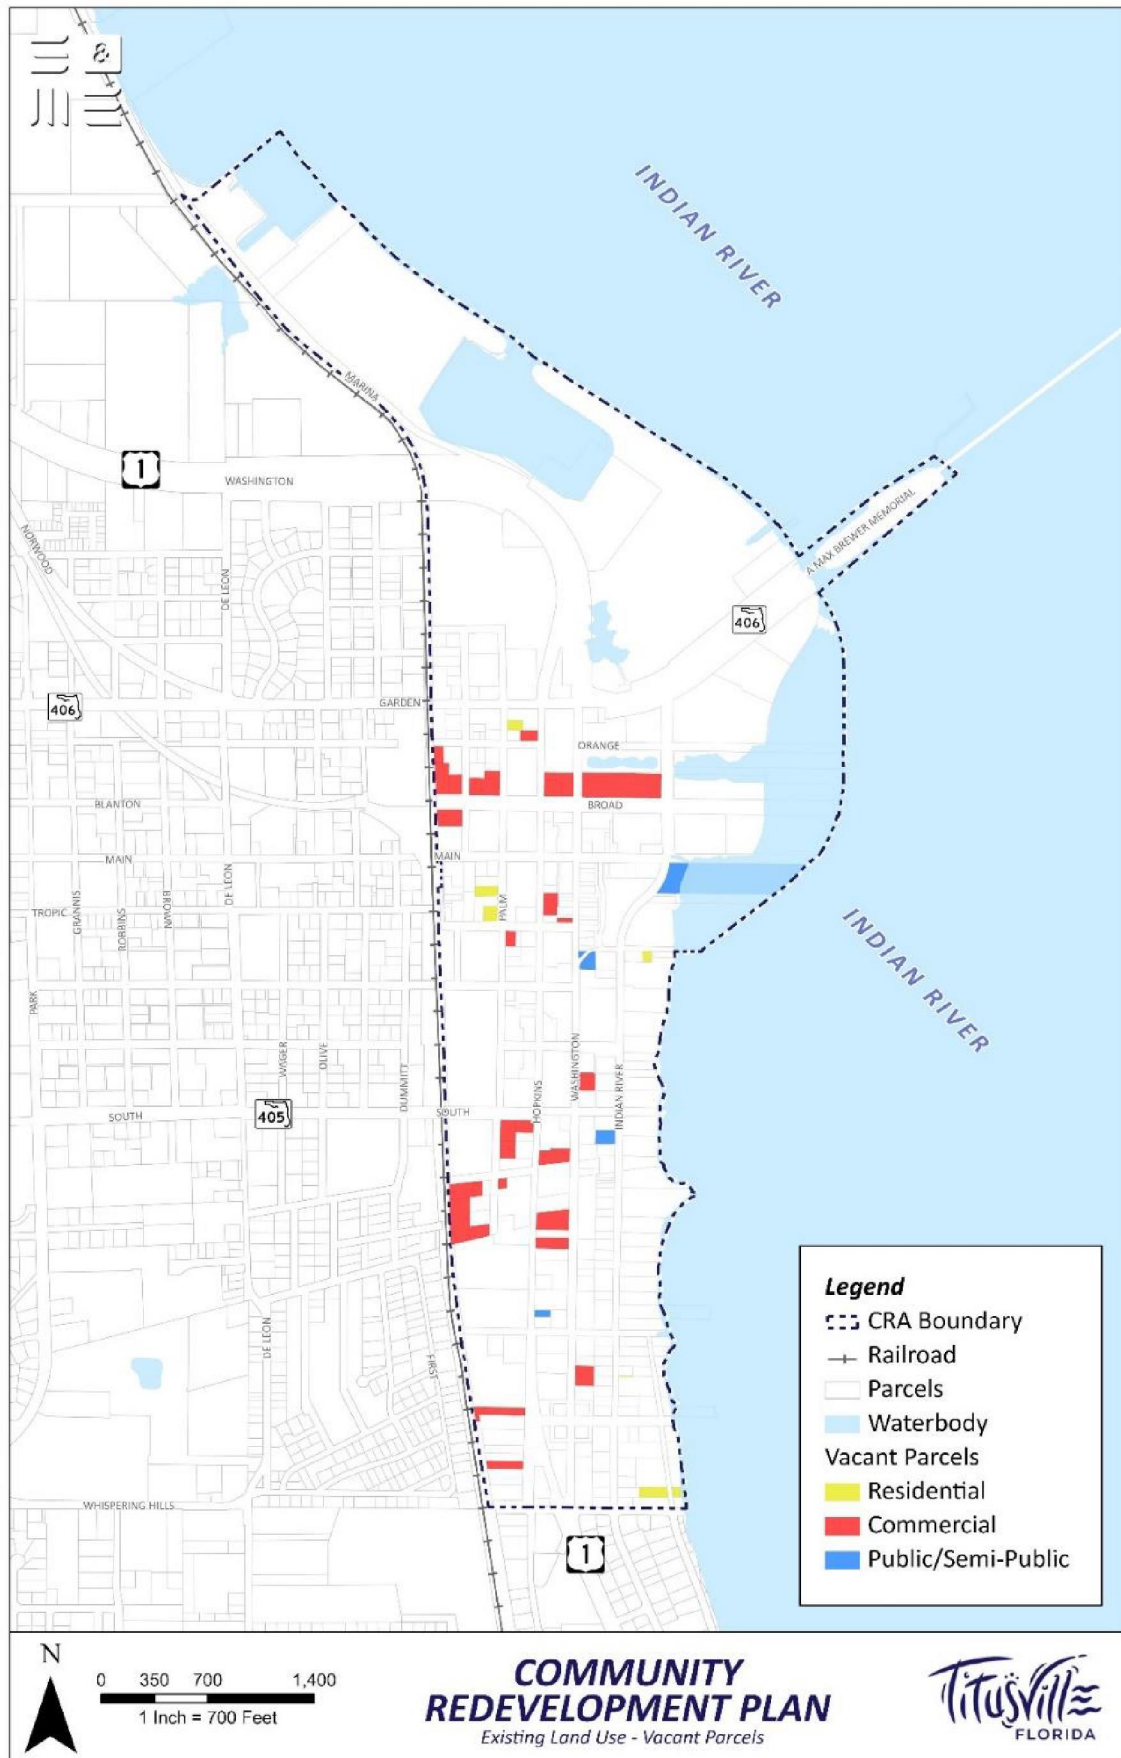 &
INDIAN RIVER
MARINA
1
WASHINGTON
NORWOOD
DE LEON
A MAX BREWER MEMORIAL
406
GARDEN
406
ORANGE
BLANTON
BROAD
MAIN
MAIN
DE LEON
GRANNIS
ROBBINS
BROWN
PALM
TROPIC
INDIAN RIVER
PARK
WAGER
OLIVE
DUMMITT
WASHINGTON
HOPKINS
INDIAN RIVER
SOUTH
405
SOUTH
DE LEON
FIRST
WHISPERING HILLS
1
Legend
CRA Boundary
Railroad
Parcels
Waterbody
Vacant Parcels
Residential
Commercial
Public/Semi-Public
N
0 350 700 1,400
1 Inch = 700 Feet
COMMUNITY
REDEVELOPMENT PLAN
Existing Land Use - Vacant Parcels
Titusville
FLORIDA